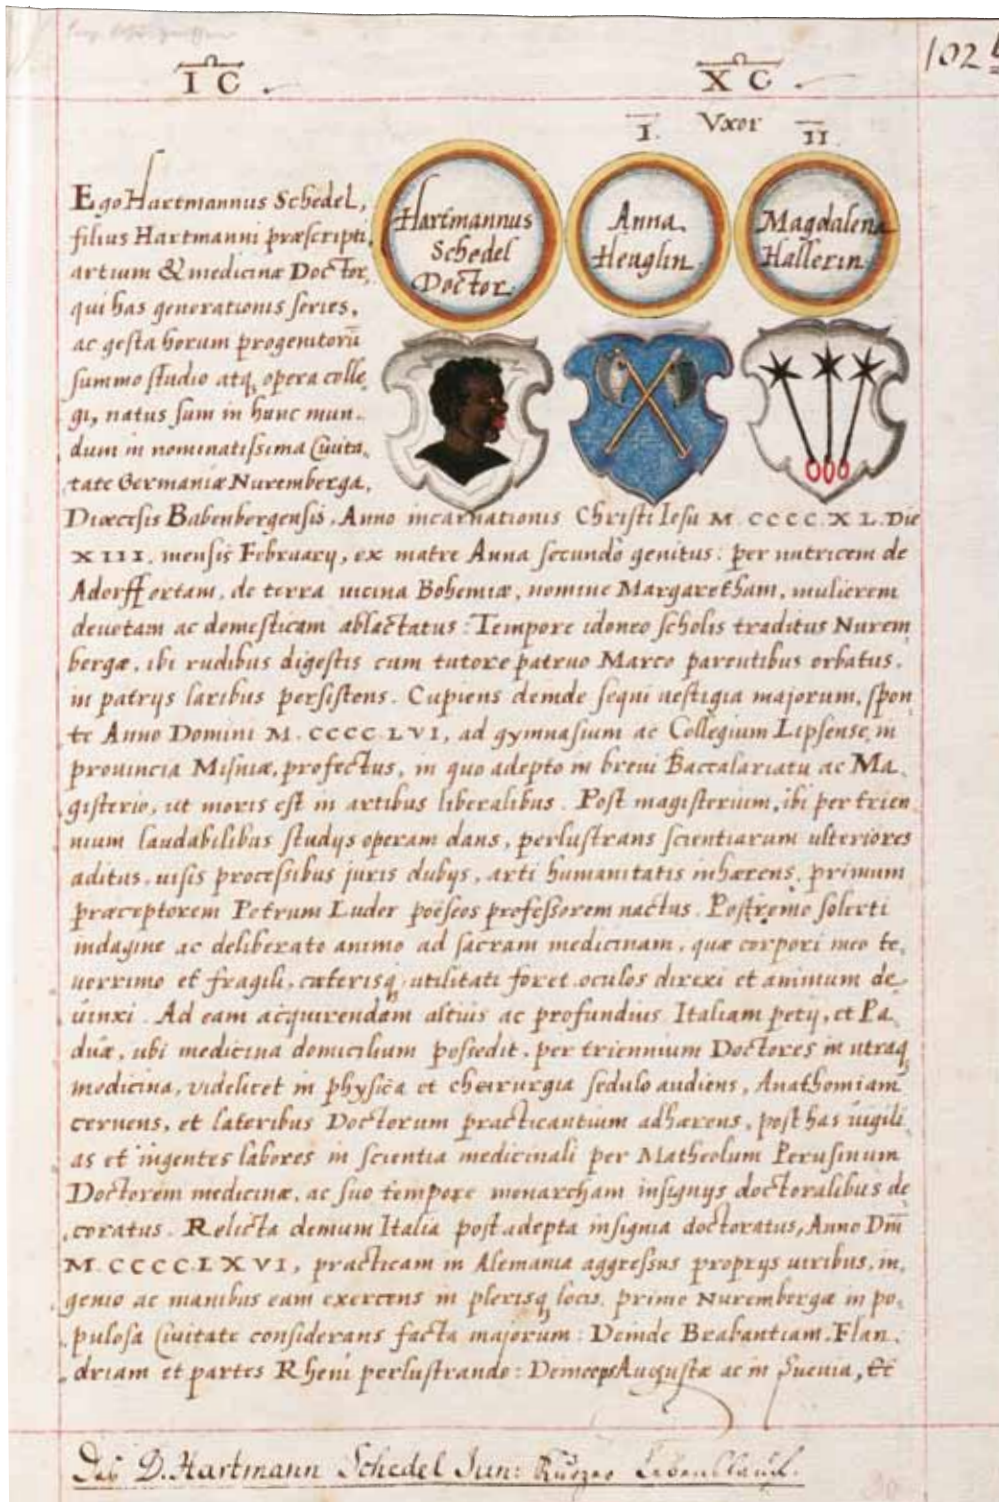 I C .
X C .
102
I. Vxor II.
Hartmannus
Schedel
Doctor
Anna
Heuglin
Magdalena
Hallerin
Ego Hartmannus Schedel,
filius Hartmanni præscripti,
artium & medicinæ Doctor,
qui has generationis series,
ac gesta horum progenitorū
summo studio atq, opera colle,
gi, natus sum in hunc mun,
dum in nominatissima Ciuita,
tate Germaniæ Nuremberga,
Diœcesis Babenbergensis. Anno incarnationis Christi Iesu M. CCCC. XL. Die
XIII. mensis February, ex matre Anna secundò genitus: per nutricem de
Adorff ortam, de terra uicina Bohemiæ, nomine Margaretham, mulierem
deuotam ac domesticam ablactatus: Tempore idoneo scholis traditus Nurem,
bergæ, ibi rudibus digestis cum tutore patruo Marco parentibus orbatus,
in patrys laribus persistens. Cupiens deinde sequi uestigia majorum, spon,
te Anno Domini M. CCCC LVI, ad gymnasium ac Collegium Lipsense, in
prouincia Misniæ, profectus, in quo adepto in breui Baccalariatu ac Ma,
gisterio, ut moris est in artibus liberalibus. Post magisterium, ibi per trien,
nium laudabilibus studys operam dans, perlustrans scientiarum ulteriores
aditus, uisis processibus juris dubys, arti humanitatis inhærens, primum
præceptorem Petrum Luder poëseos professorem nactus. Postremo solerti
indagine ac deliberato animo ad sacram medicinam, quæ corpori meo te,
nerrimo et fragili, cæterisq, utilitati foret, oculos direxi et animum de,
uinxi. Ad eam acquirendam altius ac profundius Italiam pety, et Pa,
duæ, ubi medicina domicilium possedit, per triennium Doctores in utraq,
medicina, videlicet in physica et cheirurgia sedulo audiens, Anathomiam
cernens, et lateribus Doctorum practicantium adhærens, post has uigili,
as et ingentes labores in scientia medicinali per Matheolum Perusinum
Doctorem medicinæ, ac suo tempore monarcham insignys doctoralibus de,
coratus. Relicta demum Italia post adepta insignia doctoratus, Anno Dm̄
M. CCCC LXVI, practicam in Alemania aggressus proprys uiribus, in,
genio ac manibus eam exercens in plerisq, locis, primo Nurembergæ in po,
pulosa Ciuitate considerans facta majorum: Deinde Brabantiam, Flan,
driam et partes Rheni perlustrando: Deinceps Augustæ ac in Sueuia, Et
Deß D. Hartmann Schedel Jun: Kurzer Lebenslauf.